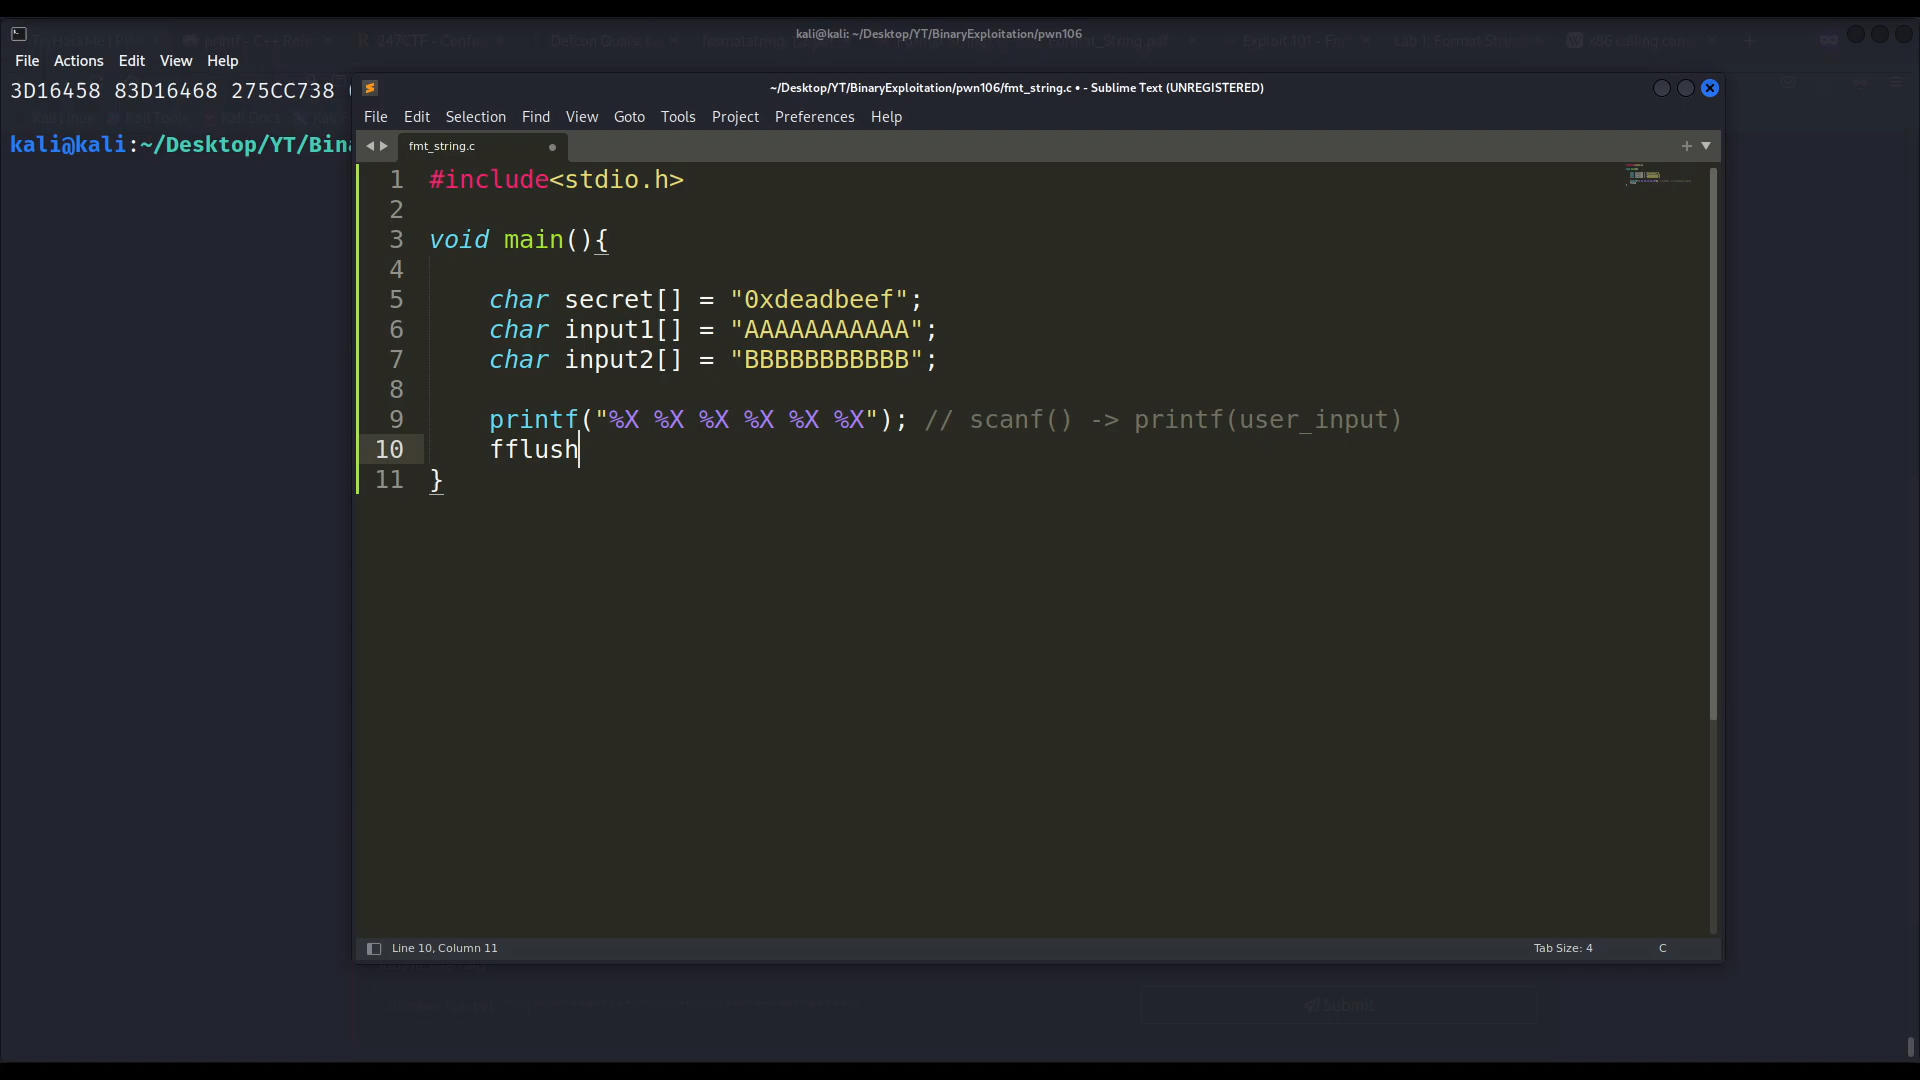 kali@kali: ~/Desktop/YT/BinaryExploitation/pwn106
File Actions Edit View Help
3D16458 83D16468 275CC738
kali@kali:~/Desktop/YT/Bina
~/Desktop/YT/BinaryExploitation/pwn106/fmt_string.c • - Sublime Text (UNREGISTERED)
File Edit Selection Find View Goto Tools Project Preferences Help
fmt_string.c
1 #include<stdio.h>
2
3 void main(){
4
5 char secret[] = "0xdeadbeef";
6 char input1[] = "AAAAAAAAAAA";
7 char input2[] = "BBBBBBBBBBB";
8
9 printf("%X %X %X %X %X %X"); // scanf() -> printf(user_input)
10 fflush
11 }
Line 10, Column 11
Tab Size: 4
C
Submit